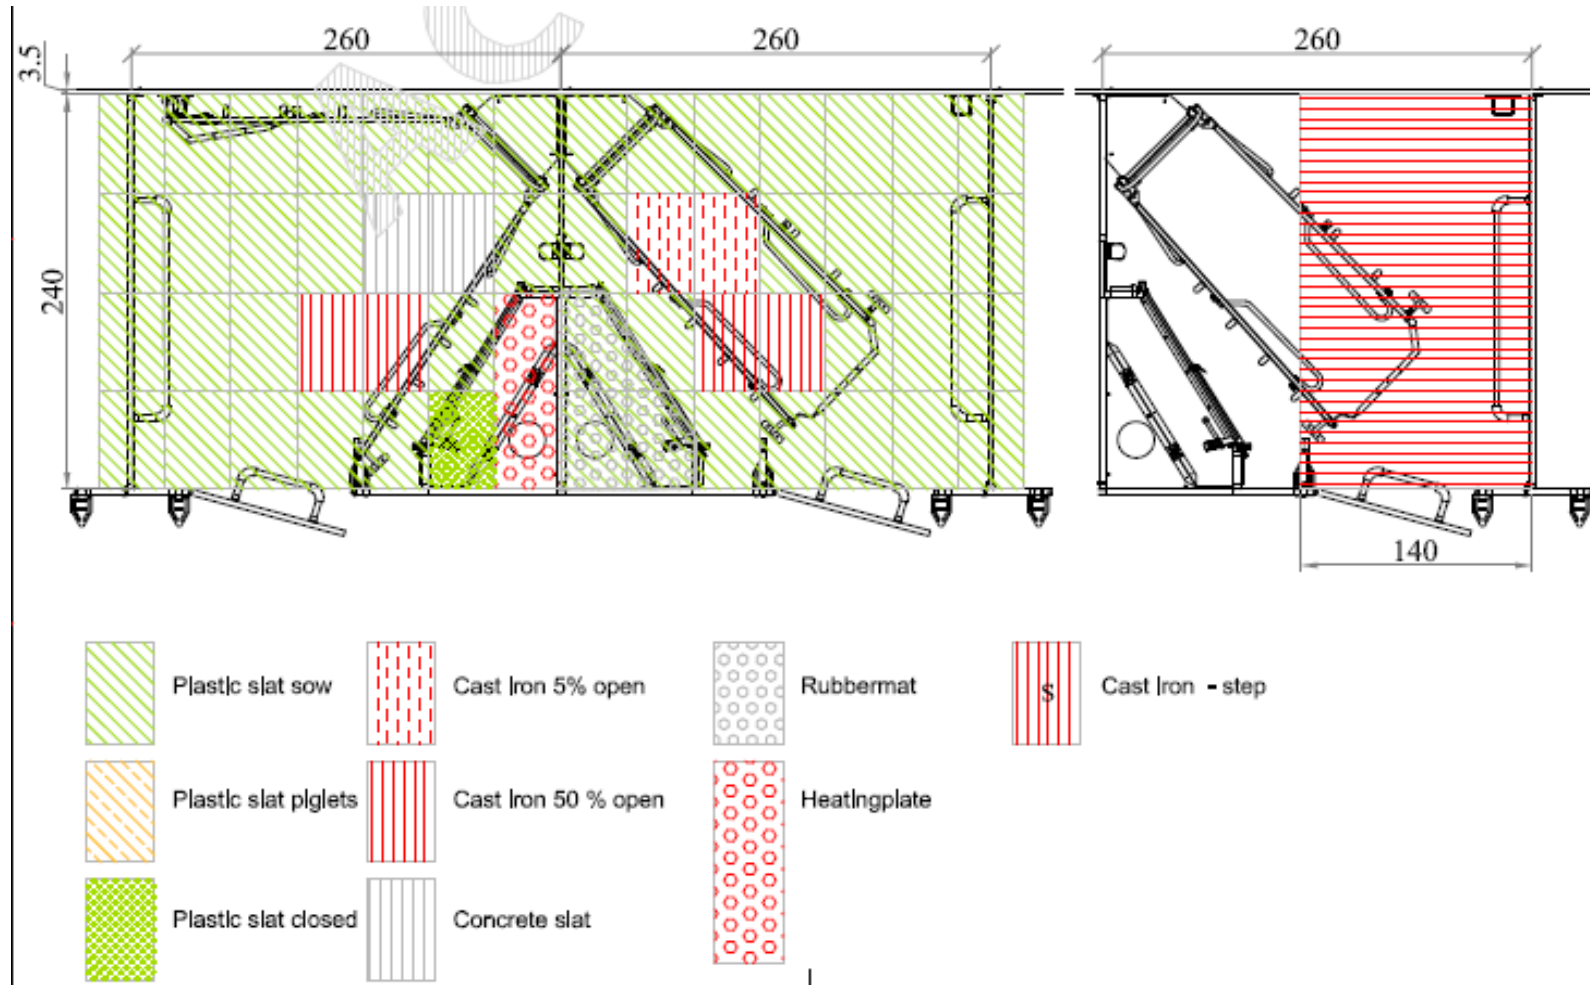 260 260 260
3.5
240
140
Plastic slat sow Cast Iron 5% open Rubbermat S Cast Iron - step
Plastic slat piglets Cast Iron 50 % open Heatingplate
Plastic slat closed Concrete slat